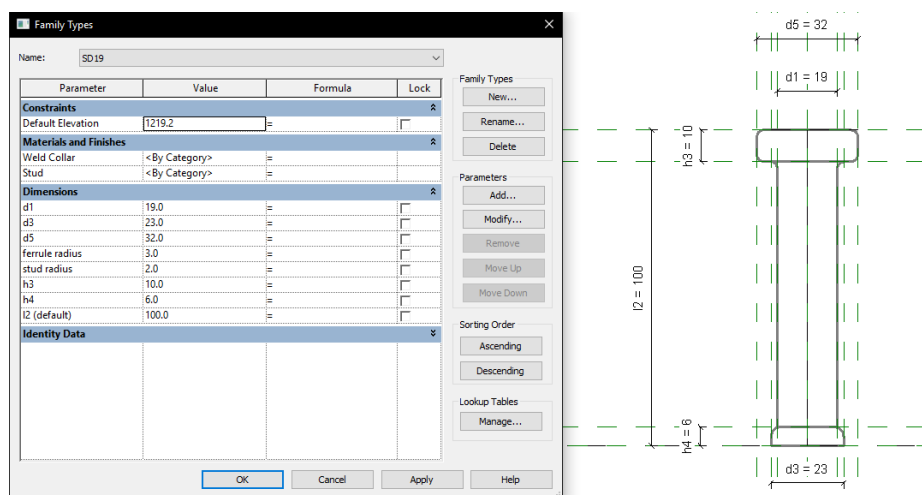 Family Types
Name: SD19
Parameter Value Formula Lock
Constraints
Default Elevation 1219.2 =
Materials and Finishes
Weld Collar <By Category> =
Stud <By Category> =
Dimensions
d1 19.0 =
d3 23.0 =
d5 32.0 =
ferrule radius 3.0 =
stud radius 2.0 =
h3 10.0 =
h4 6.0 =
l2 (default) 100.0 =
Identity Data
Family Types
New...
Rename...
Delete
Parameters
Add...
Modify...
Remove
Move Up
Move Down
Sorting Order
Ascending
Descending
Lookup Tables
Manage...
OK Cancel Apply Help
d5 = 32
d1 = 19
h3 = 10
l2 = 100
h4 = 6
d3 = 23